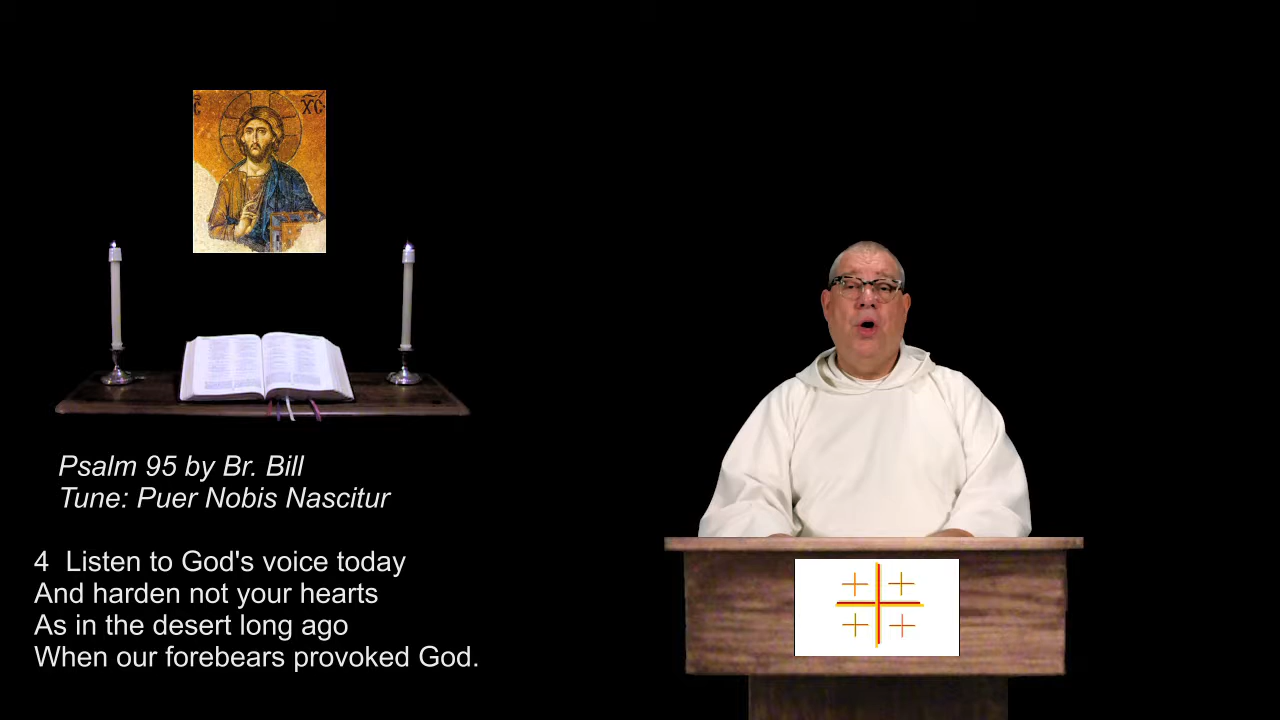 XC
Psalm 95 by Br. Bill
Tune: Puer Nobis Nascitur
4  Listen to God's voice today
And harden not your hearts
As in the desert long ago
When our forebears provoked God.